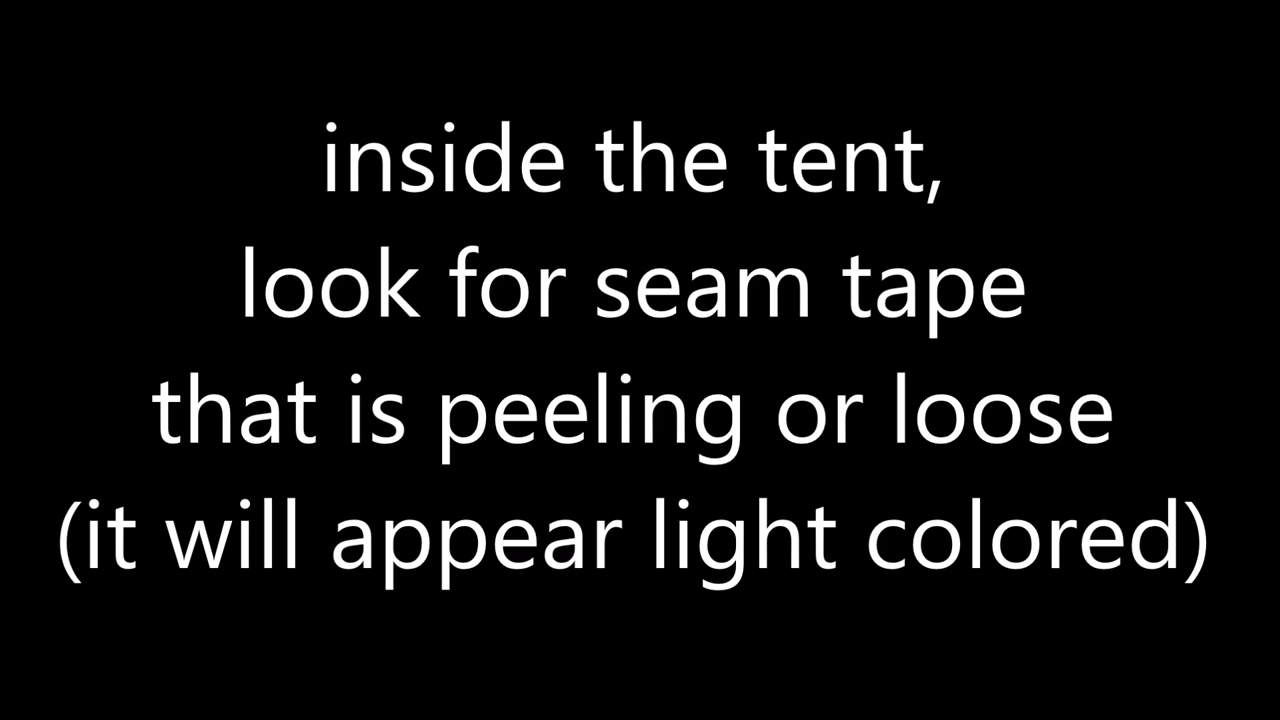 inside the tent,
look for seam tape
that is peeling or loose
(it will appear light colored)